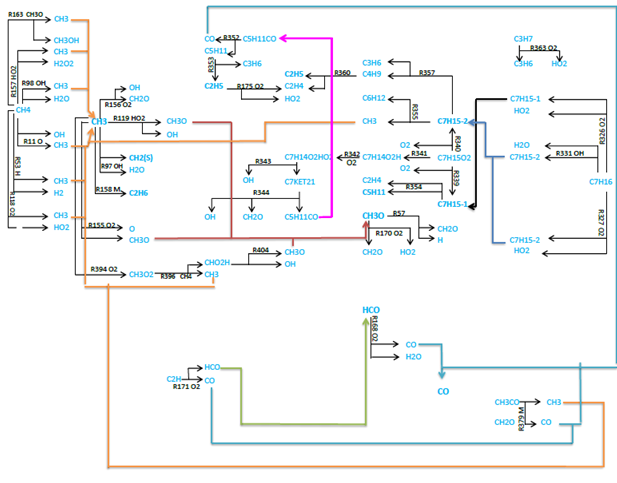 R163 CH3O
CH3
CH3OH
CH3
H2O2
R157 HO2
R98 OH
CH3
H2O
CH4
OH
R11 O
CH3
R53 H
CH3
H2
R118 O2
CH3
HO2
OH
R156 O2
CH2O
CH3
R119 HO2
CH3O
OH
CH2(S)
R97 OH
H2O
R158 M
C2H6
R155 O2
O
CH3O
R394 O2
CH3O2
R396 CH4
CHO2H
CH3
R404
CH3O
OH
CO
R352
C5H11CO
C5H11
R353
C3H6
C2H5
R175 O2
C2H5
C2H4
HO2
R360
C3H6
C4H9
R357
C6H12
R355
CH3
C7H15-2
O2
R340
C7H14O2HO2
R342
O2
C7H14O2H
R341
C7H15O2
O2
R339
R343
OH
C7KET21
R344
OH
CH2O
C5H11CO
C2H4
C5H11
R354
C7H15-1
CH3O
R57
CH2O
H
R170 O2
CH2O
HO2
C3H7
R363 O2
C3H6
HO2
C7H15-1
HO2
R326 O2
H2O
C7H15-2
R331 OH
C7H16
R327 O2
C7H15-2
HO2
HCO
R168 O2
CO
H2O
CO
HCO
C2H
CO
R171 O2
CH3CO
CH3
R379 M
CH2O
CO